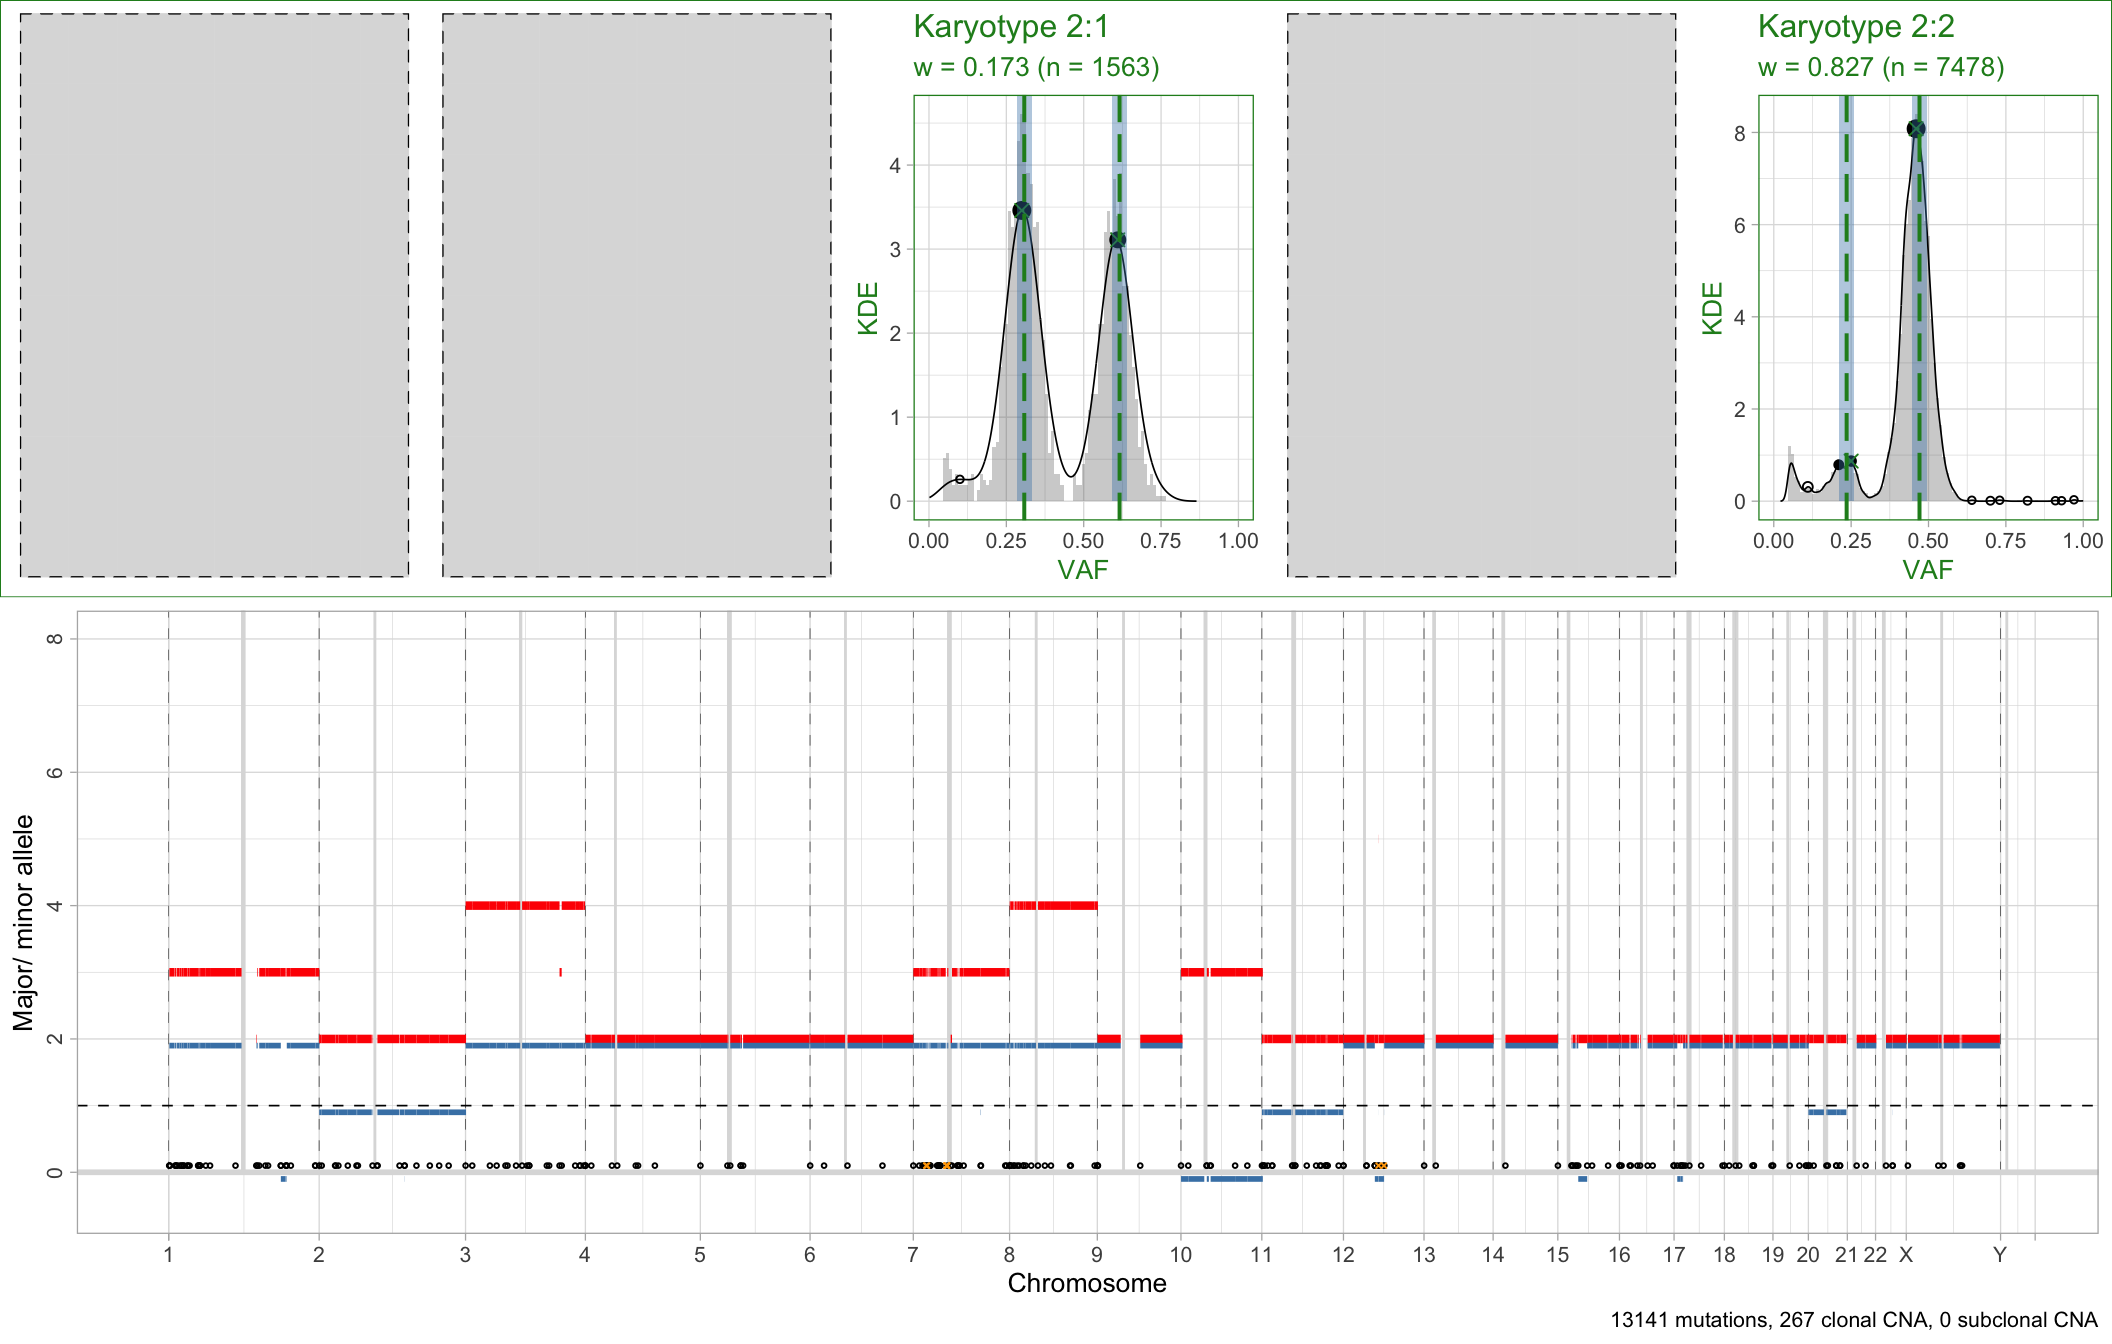 Karyotype 2:1
w = 0.173 (n = 1563)
KDE
4
3
2
1
0
0.00 0.25 0.50 0.75 1.00
VAF
Karyotype 2:2
w = 0.827 (n = 7478)
KDE
8
6
4
2
0
0.00 0.25 0.50 0.75 1.00
VAF
Major/ minor allele
8
6
4
2
0
1 2 3 4 5 6 7 8 9 10 11 12 13 14 15 16 17 18 19 20 21 22 X Y
Chromosome
13141 mutations, 267 clonal CNA, 0 subclonal CNA